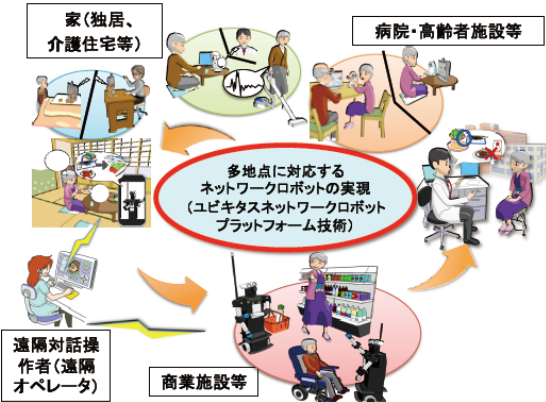 家(独居、
介護住宅等)
病院・高齢者施設等
多地点に対応する
ネットワークロボットの実現
(ユビキタスネットワークロボット
プラットフォーム技術)
遠隔対話操
作者(遠隔
オペレータ)
商業施設等